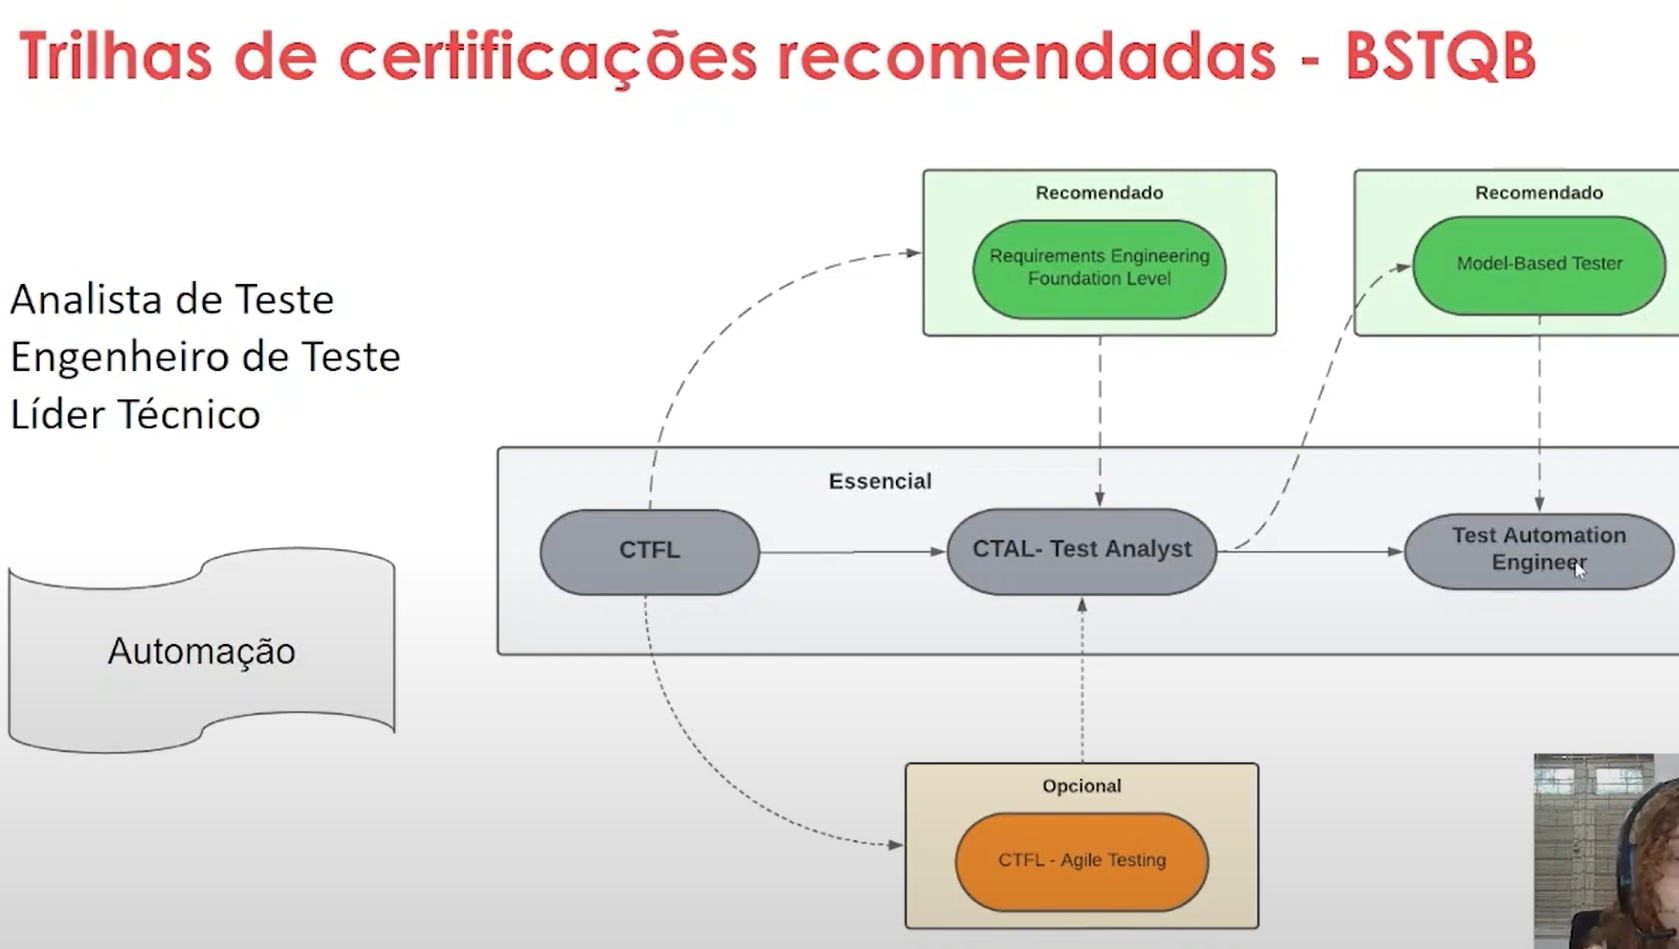 Trilhas de certificações recomendadas - BSTQB
Analista de Teste
Engenheiro de Teste
Líder Técnico
Automação
Recomendado
Requirements Engineering
Foundation Level
Recomendado
Model-Based Tester
Essencial
CTFL
CTAL- Test Analyst
Test Automation
Engineer
Opcional
CTFL - Agile Testing